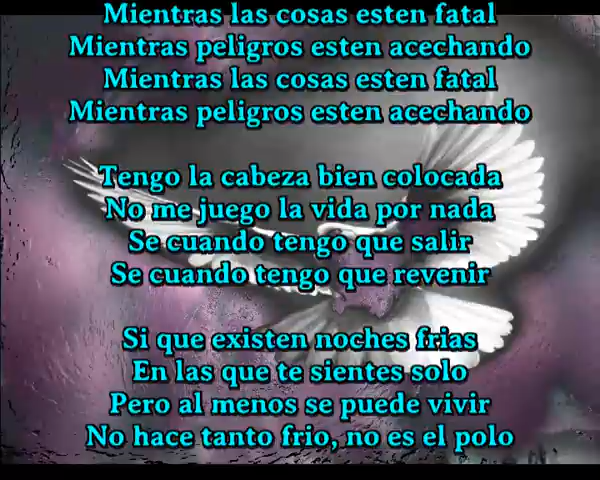 Mientras las cosas esten fatal
Mientras peligros esten acechando
Mientras las cosas esten fatal
Mientras peligros esten acechando
Tengo la cabeza bien colocada
No me juego la vida por nada
Se cuando tengo que salir
Se cuando tengo que revenir
Si que existen noches frias
En las que te sientes solo
Pero al menos se puede vivir
No hace tanto frio, no es el polo